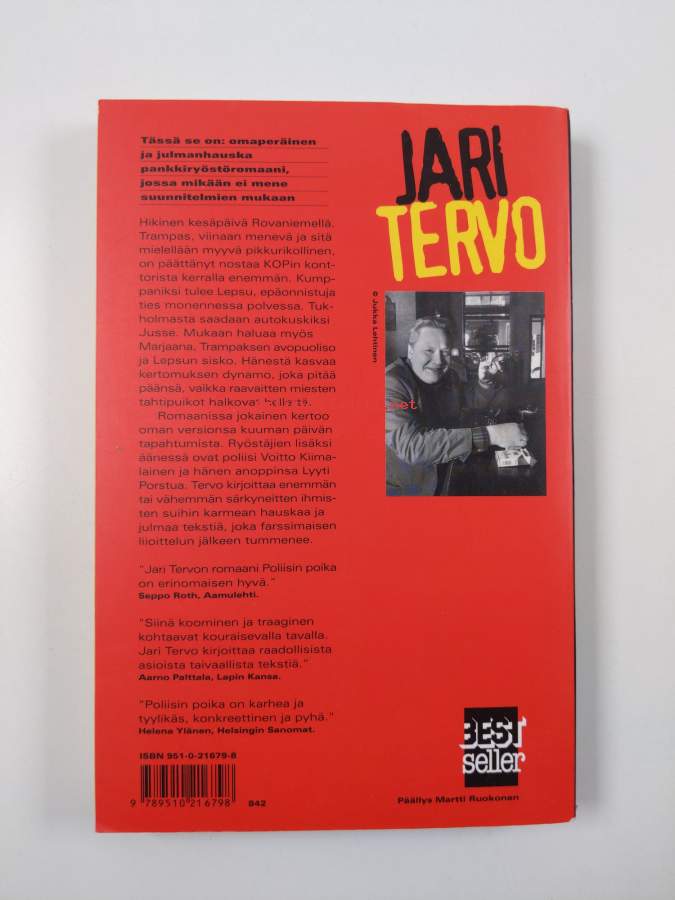 Tässä se on: omaperäinen
ja julmanhauska
pankkiryöstöromaani,
jossa mikään ei mene
suunnitelmien mukaan
Hikinen kesäpäivä Rovaniemellä.
Trampas, viinaan menevä ja sitä
mielellään myyvä pikkurikollinen,
on päättänyt nostaa KOPin kont-
torista kerralla enemmän. Kump-
paniksi tulee Lepsu, epäonnistuja
ties monennessa polvessa. Tuk-
holmasta saadaan autokuskiksi
Jusse. Mukaan haluaa myös
Marjaana, Trampaksen avopuoliso
ja Lepsun sisko. Hänestä kasvaa
kertomuksen dynamo, joka pitää
päänsä, vaikka raavaitten miesten
tahtipuikot halkovat
Romaanissa jokainen kertoo
oman versionsa kuuman päivän
tapahtumista. Ryöstäjien lisäksi
äänessä ovat poliisi Voitto Kiima-
lainen ja hänen anoppinsa Lyyti
Porstua. Tervo kirjoittaa enemmän
tai vähemmän särkyneitten ihmis-
ten suihin karmean hauskaa ja
julmaa tekstiä, joka farssimaisen
liioittelun jälkeen tummenee.
"Jari Tervon romaani Poliisin poika
on erinomaisen hyvä."
Seppo Roth, Aamulehti.
"Siinä koominen ja traaginen
kohtaavat kouraisevalla tavalla.
Jari Tervo kirjoittaa raadollisista
asioista taivaallista tekstiä."
Aarno Palttala, Lapin Kansa.
"Poliisin poika on karhea ja
tyylikäs, konkreettinen ja pyhä."
Helena Ylänen, Helsingin Sanomat.
ISBN 951-0-21679-8
9 789510 216798
842
JARI
TERVO
© Jukka Lehtinen
.net
BEST
seller
Päällys Martti Ruokonen